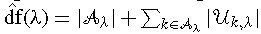 d̂f(λ) = |𝒜_λ| + ∑_{k∈𝒜_λ} |𝒰_{k,λ}|